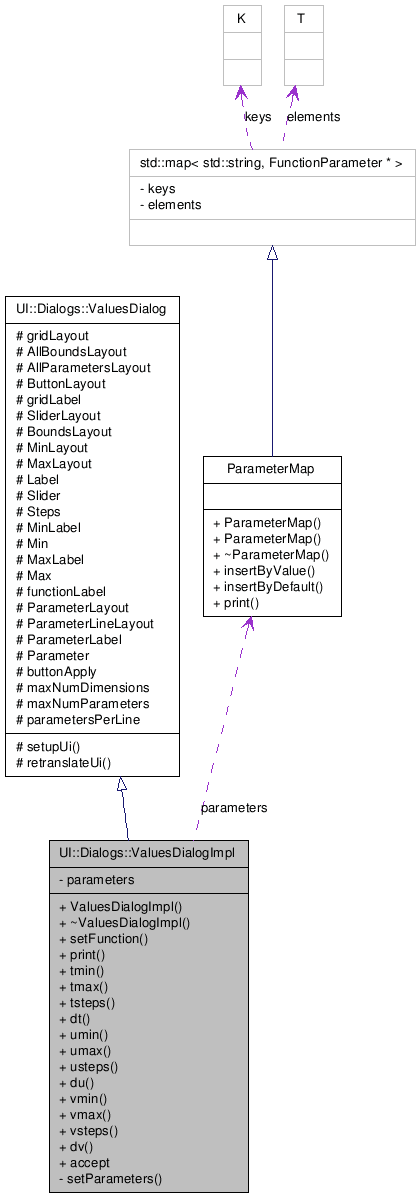 K
T
keys
elements
std::map< std::string, FunctionParameter * >
- keys
- elements
UI::Dialogs::ValuesDialog
# gridLayout
# AllBoundsLayout
# AllParametersLayout
# ButtonLayout
# gridLabel
# SliderLayout
# BoundsLayout
# MinLayout
# MaxLayout
# Label
# Slider
# Steps
# MinLabel
# Min
# MaxLabel
# Max
# functionLabel
# ParameterLayout
# ParameterLineLayout
# ParameterLabel
# Parameter
# buttonApply
# maxNumDimensions
# maxNumParameters
# parametersPerLine
# setupUi()
# retranslateUi()
ParameterMap
+ ParameterMap()
+ ParameterMap()
+ ~ParameterMap()
+ insertByValue()
+ insertByDefault()
+ print()
parameters
UI::Dialogs::ValuesDialogImpl
- parameters
+ ValuesDialogImpl()
+ ~ValuesDialogImpl()
+ setFunction()
+ print()
+ tmin()
+ tmax()
+ tsteps()
+ dt()
+ umin()
+ umax()
+ usteps()
+ du()
+ vmin()
+ vmax()
+ vsteps()
+ dv()
+ accept
- setParameters()